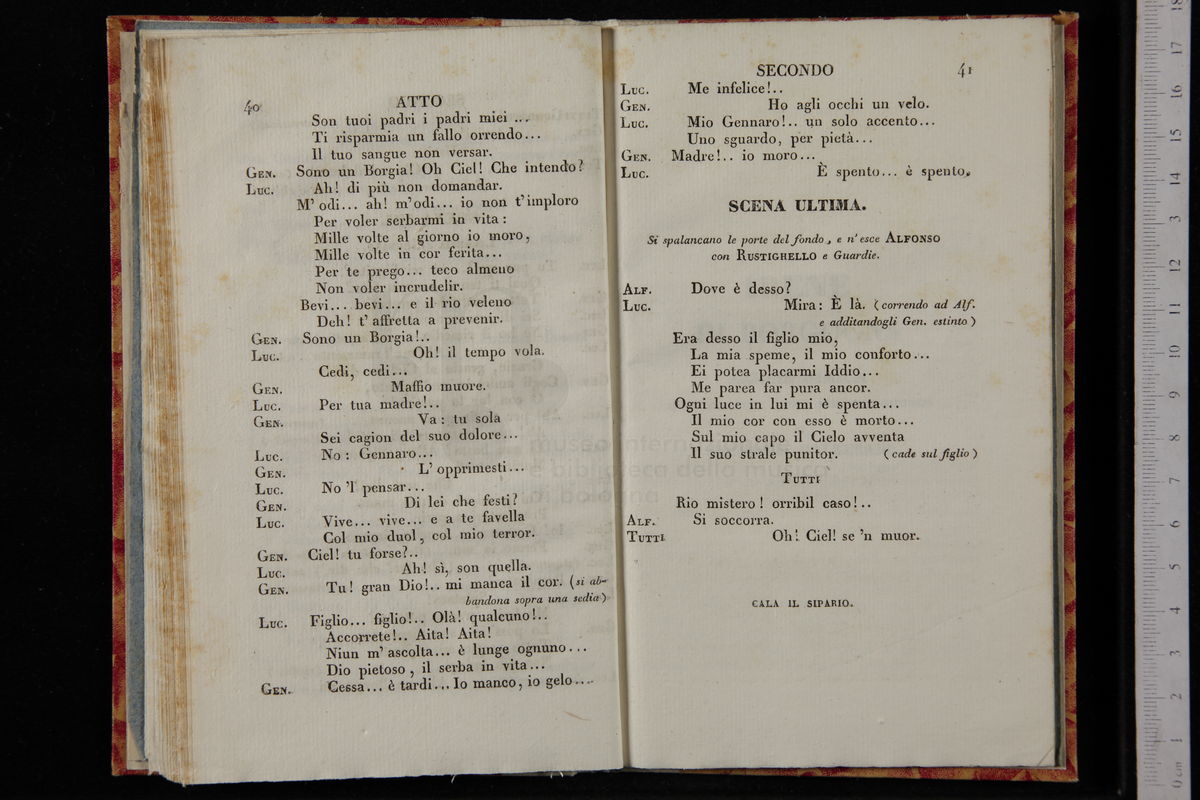 40
ATTO
Son tuoi padri i padri miei ...
Ti risparmia un fallo orrendo...
Il tuo sangue non versar.
GEN. Sono un Borgia! Oh Ciel! Che intendo?
LUC. Ah! di più non domandar.
M' odi... ah! m'odi... io non t'imploro
Per voler serbarmi in vita:
Mille volte al giorno io moro,
Mille volte in cor ferita...
Per te prego... teco almeno
Non voler incrudelir.
Bevi... bevi... e il rio veleno
Deh! t' affretta a prevenir.
GEN. Sono un Borgia!..
LUC. Oh! il tempo vola.
Cedi, cedi...
GEN. Maffio muore.
LUC. Per tua madre!..
GEN. Va: tu sola
Sei cagion del suo dolore...
LUC. No: Gennaro...
GEN. L' opprimesti...
LUC. No 'l pensar...
GEN. Di lei che festi?
LUC. Vive... vive... e a te favella
Col mio duol, col mio terror.
GEN. Ciel! tu forse?..
LUC. Ah! sì, son quella.
GEN. Tu! gran Dio!.. mi manca il cor. (si ab-
bandona sopra una sedia)
LUC. Figlio... figlio!.. Olà! qualcuno!..
Accorrete!.. Aita! Aita!
Niun m' ascolta... è lunge ognuno...
Dio pietoso, il serba in vita...
GEN. Cessa... è tardi... Io manco, io gelo....
SECONDO
41
LUC. Me infelice!..
GEN. Ho agli occhi un velo.
LUC. Mio Gennaro!.. un solo accento...
Uno sguardo, per pietà...
GEN. Madre!.. io moro...
LUC. È spento... è spento.
SCENA ULTIMA.
Si spalancano le porte del fondo, e n' esce ALFONSO
con RUSTIGHELLO e Guardie.
ALF. Dove è desso?
LUC. Mira: È là. (correndo ad Alf.
e additandogli Gen. estinto)
Era desso il figlio mio,
La mia speme, il mio conforto...
Ei potea placarmi Iddio...
Me parea far pura ancor.
Ogni luce in lui mi è spenta...
Il mio cor con esso è morto...
Sul mio capo il Cielo avventa
Il suo strale punitor. (cade sul figlio)
TUTTI
Rio mistero! orribil caso!..
ALF. Si soccorra.
TUTTI Oh! Ciel! se 'n muor.
CALA IL SIPARIO.